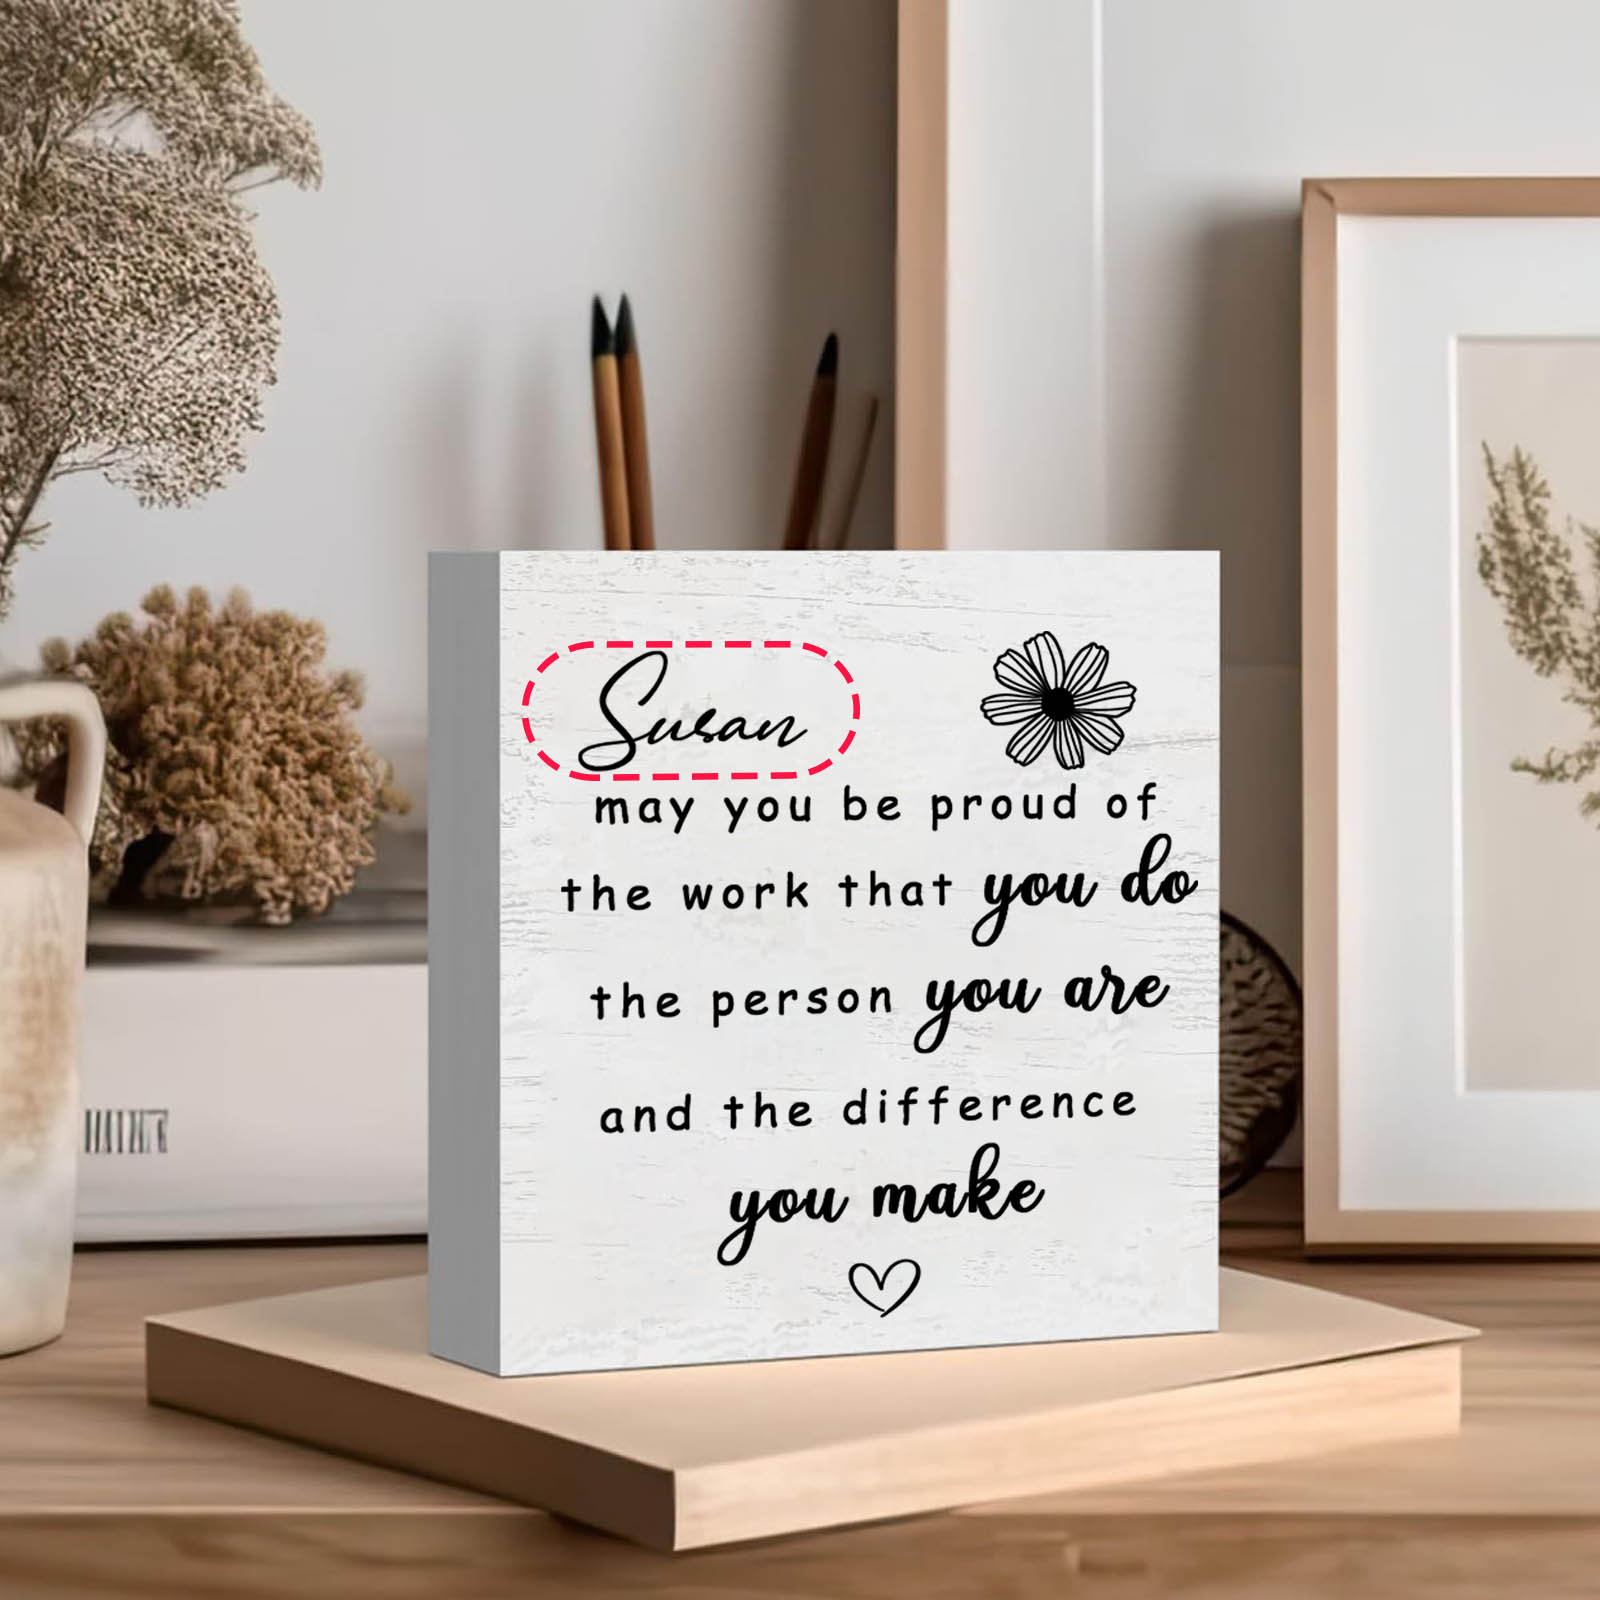 Susan
may you be proud of
the work that you do
the person you are
and the difference
you make